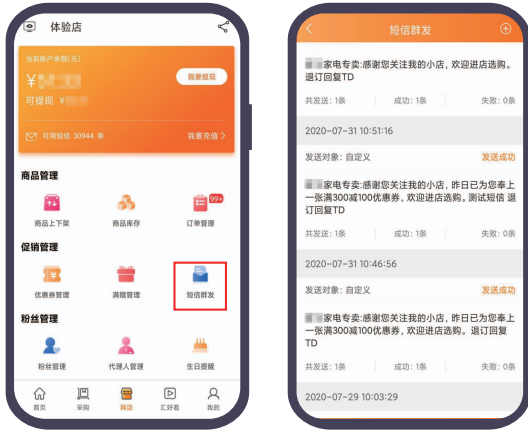 体验店
当前账户余额(元)
¥
我要提现
可提现 ¥
可用短信 30944 条
我要充值 >
商品管理
99+
商品上下架
商品库存
订单管理
促销管理
优惠券管理
满赠管理
短信群发
粉丝管理
粉丝管理
代理人管理
生日提醒
首页
采购
网店
汇好看
我的
短信群发
家电专卖:感谢您关注我的小店，欢迎进店选购。
退订回复TD
共发送: 1条
成功: 1条
失败: 0条
2020-07-31 10:51:16
发送对象: 自定义
发送成功
家电专卖:感谢您关注我的小店，昨日已为您奉上
一张满300减100优惠券，欢迎进店选购。测试短信 退
订回复TD
共发送: 1条
成功: 1条
失败: 0条
2020-07-31 10:46:56
发送对象: 自定义
发送成功
家电专卖:感谢您关注我的小店，昨日已为您奉上
一张满300减100优惠券，欢迎进店选购。退订回复
TD
共发送: 1条
成功: 1条
失败: 0条
2020-07-29 10:03:29